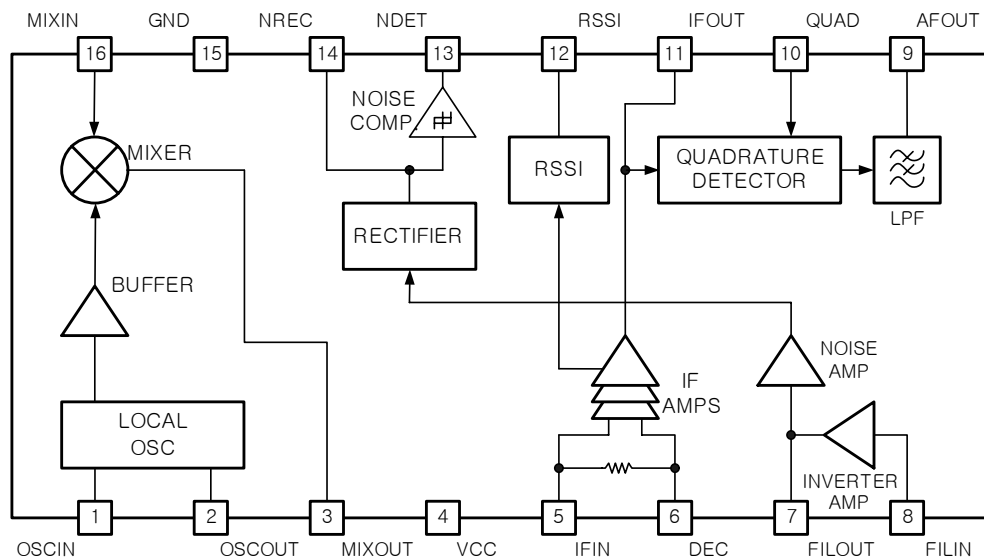 MIXIN GND NREC NDET RSSI IFOUT QUAD AFOUT
16 15 14 13 12 11 10 9
NOISE
COMP.
MIXER
RSSI
QUADRATURE
DETECTOR
LPF
RECTIFIER
BUFFER
NOISE
AMP
IF
AMPS
LOCAL
OSC
INVERTER
AMP
1 2 3 4 5 6 7 8
OSCIN OSCOUT MIXOUT VCC IFIN DEC FILOUT FILIN